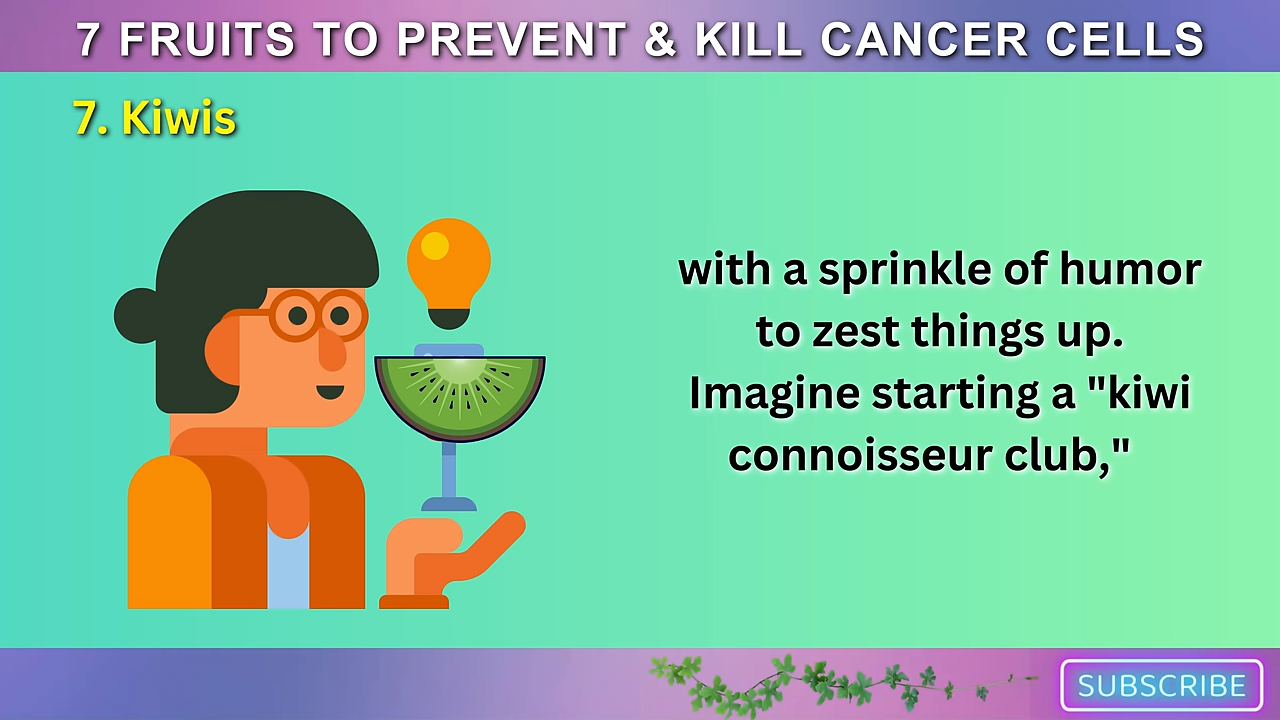 7 FRUITS TO PREVENT & KILL CANCER CELLS
7. Kiwis
with a sprinkle of humor
to zest things up.
Imagine starting a "kiwi
connoisseur club,"
SUBSCRIBE